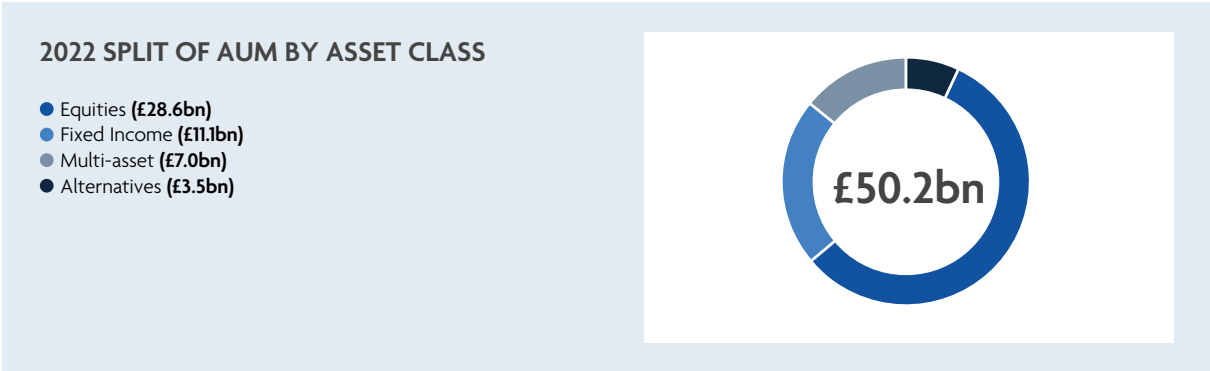 2022 SPLIT OF AUM BY ASSET CLASS
Equities (£28.6bn)
Fixed Income (£11.1bn)
Multi-asset (£7.0bn)
Alternatives (£3.5bn)
£50.2bn